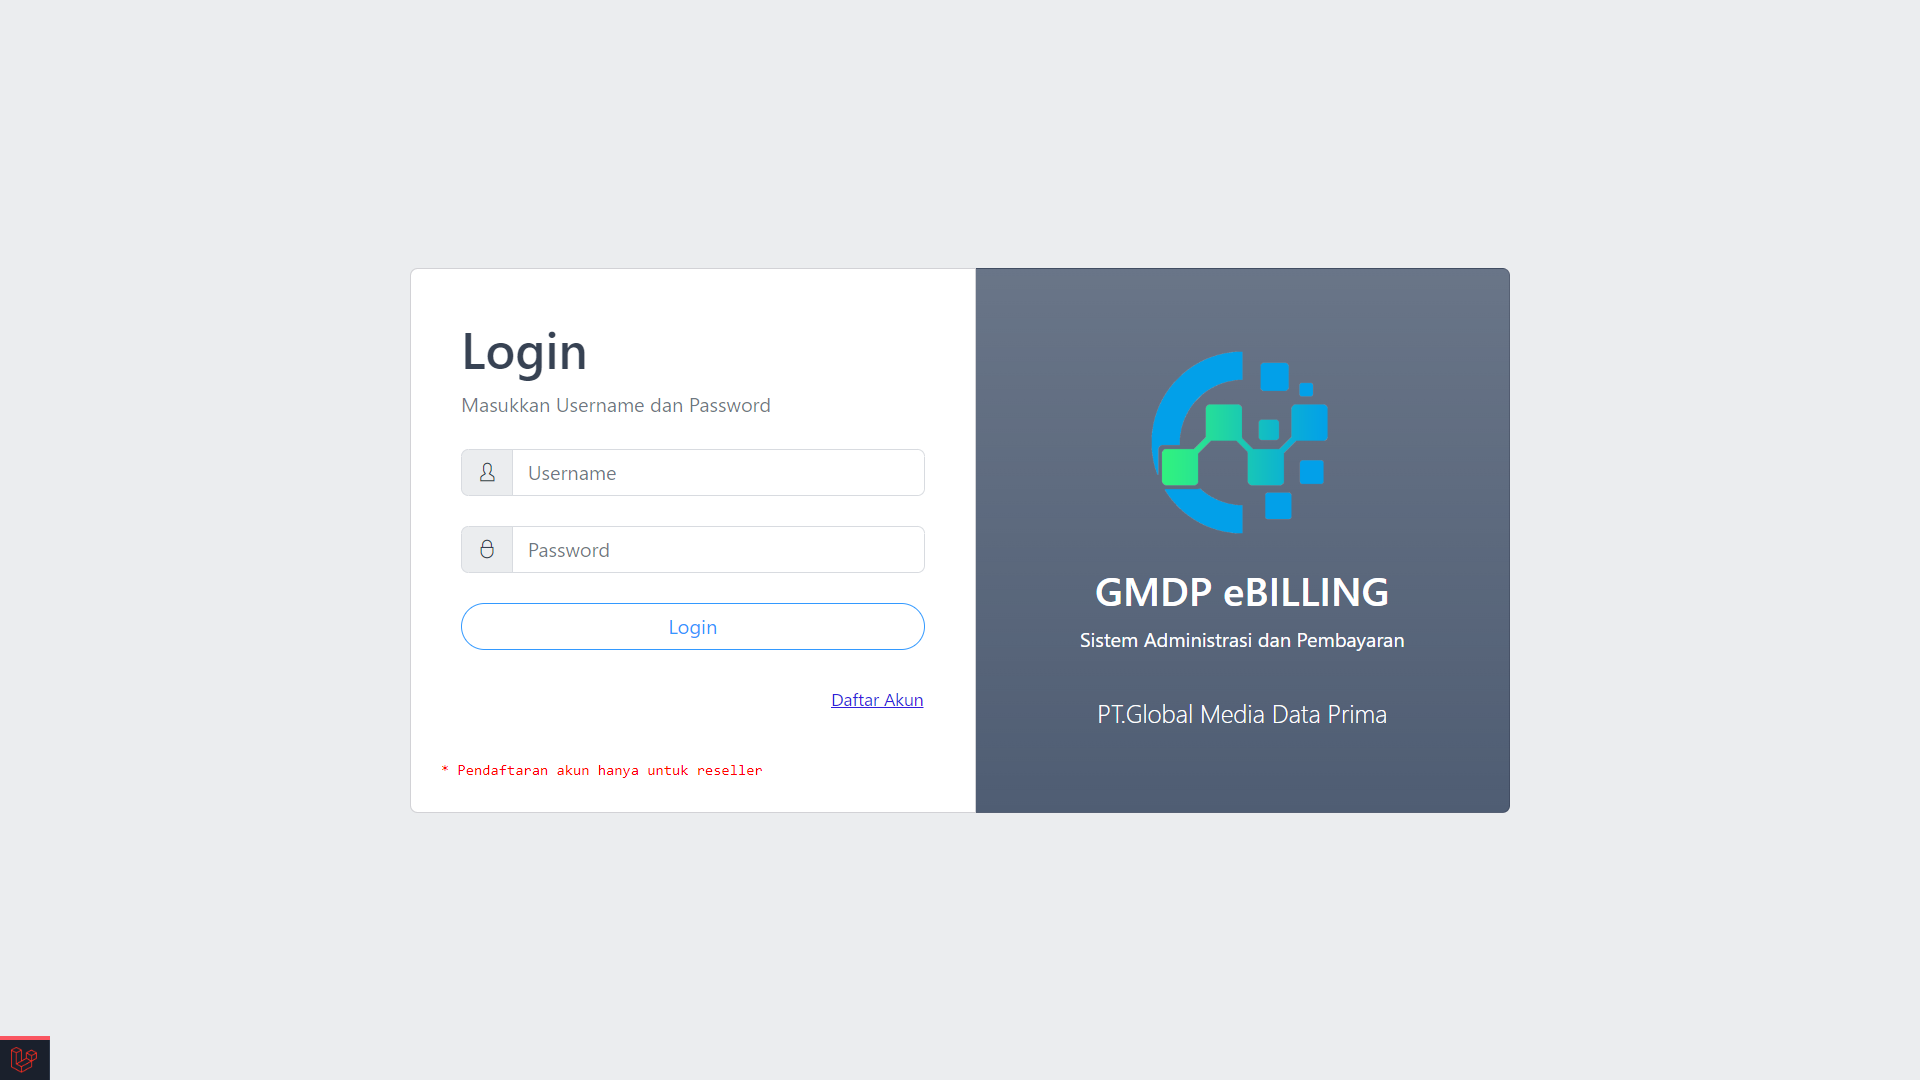 Login
Masukkan Username dan Password
Username
Password
Login
Daftar Akun
* Pendaftaran akun hanya untuk reseller
GMDP eBILLING
Sistem Administrasi dan Pembayaran
PT.Global Media Data Prima